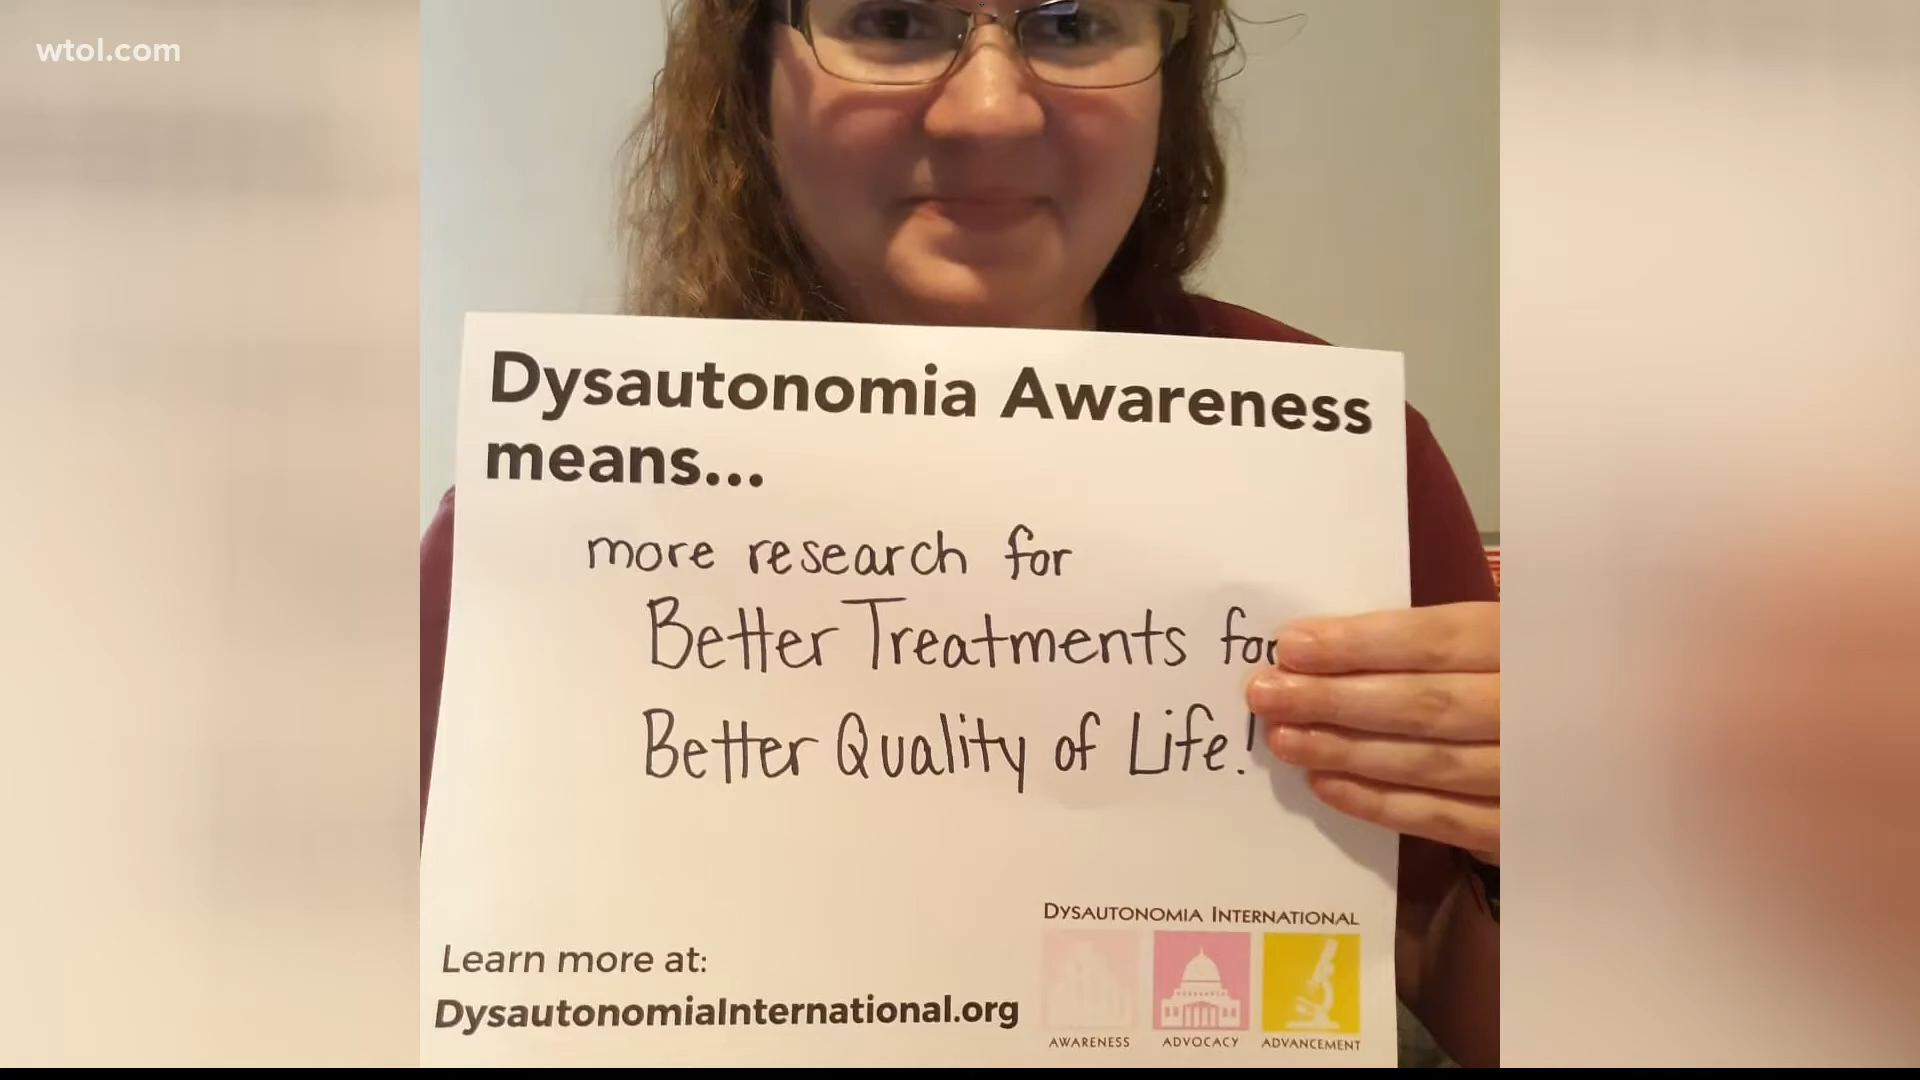 wtol.com
Dysautonomia Awareness
means...
more research for
Better Treatments for
Better Quality of Life!
DYSAUTONOMIA INTERNATIONAL
Learn more at:
DysautonomiaInternational.org
AWARENESS ADVOCACY ADVANCEMENT